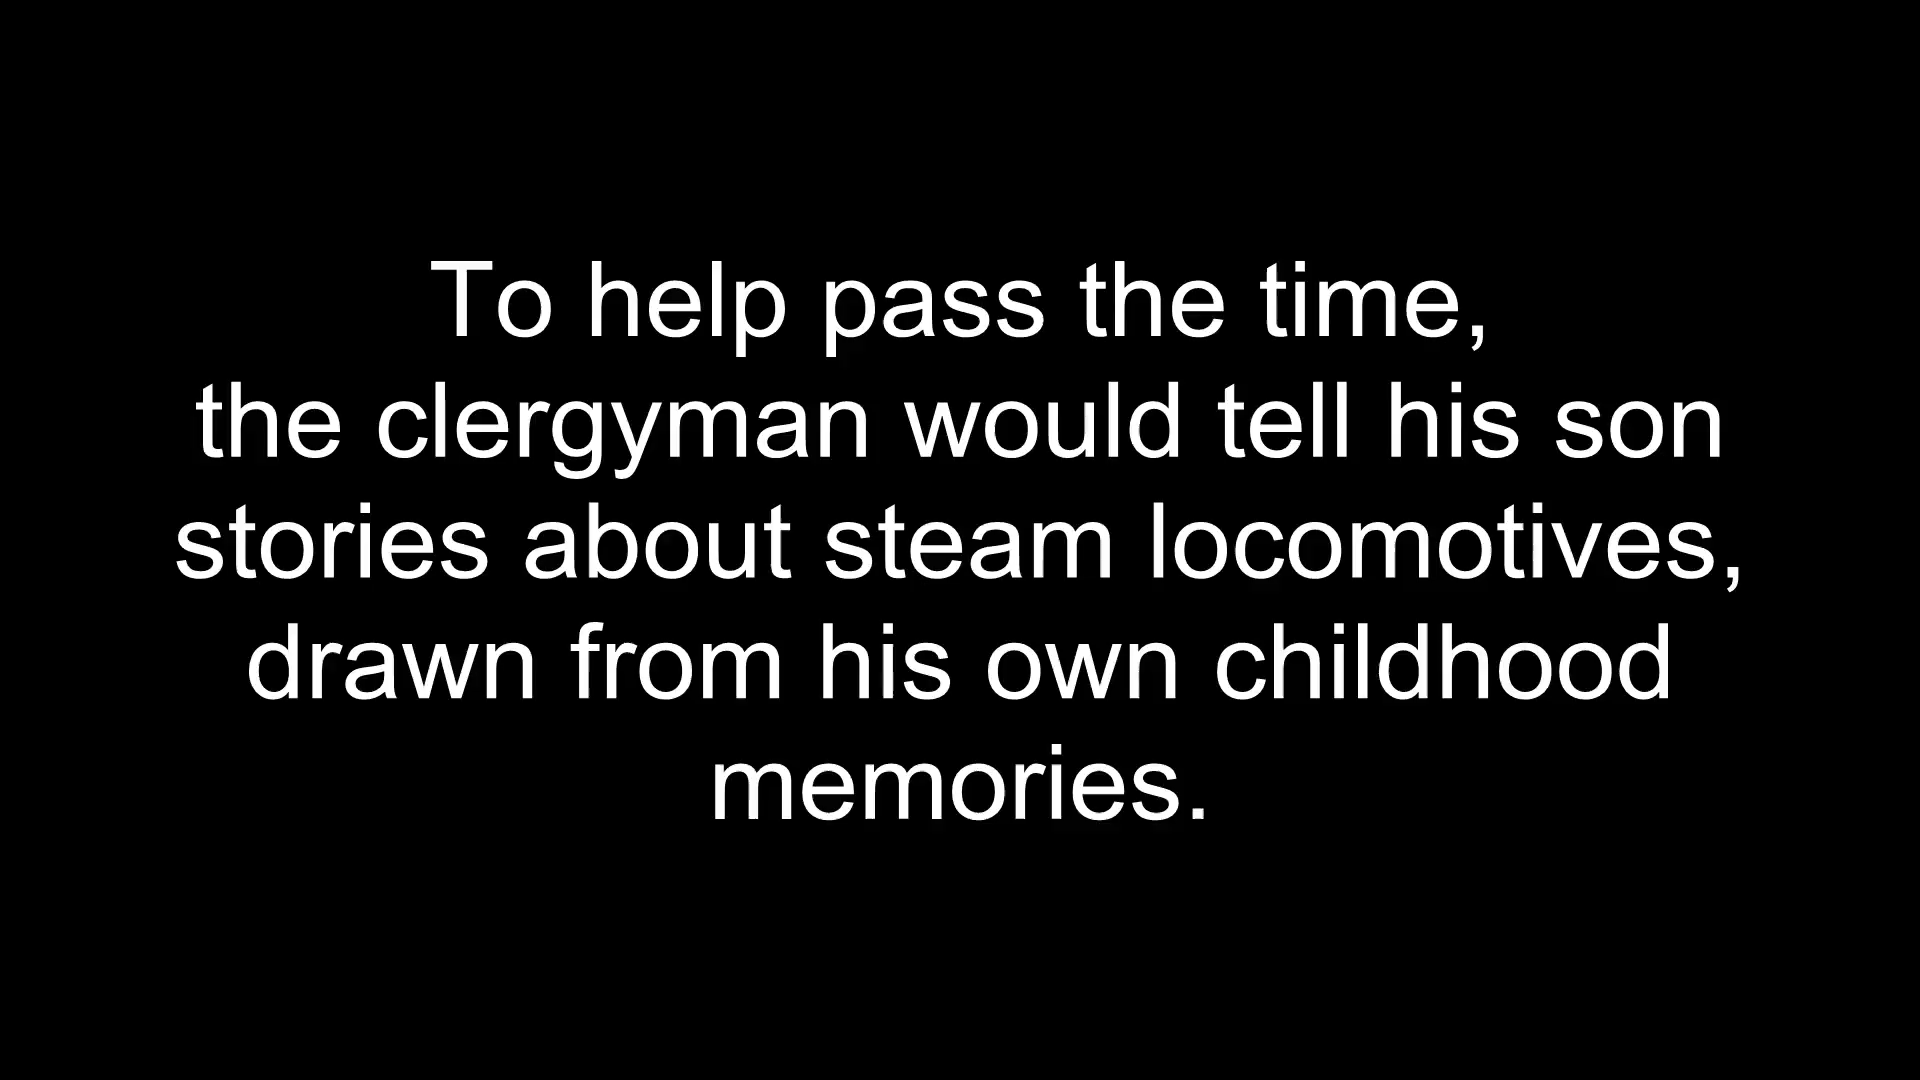 To help pass the time,
the clergyman would tell his son
stories about steam locomotives,
drawn from his own childhood
memories.